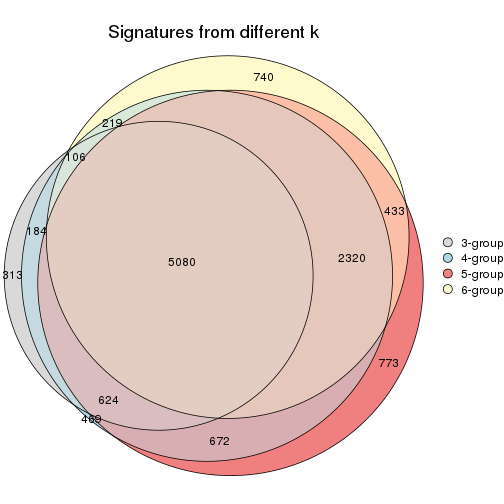 Signatures from different k
740
219
106
433
184
3-group
4-group
5-group
6-group
5080
2320
313
773
624
469
672